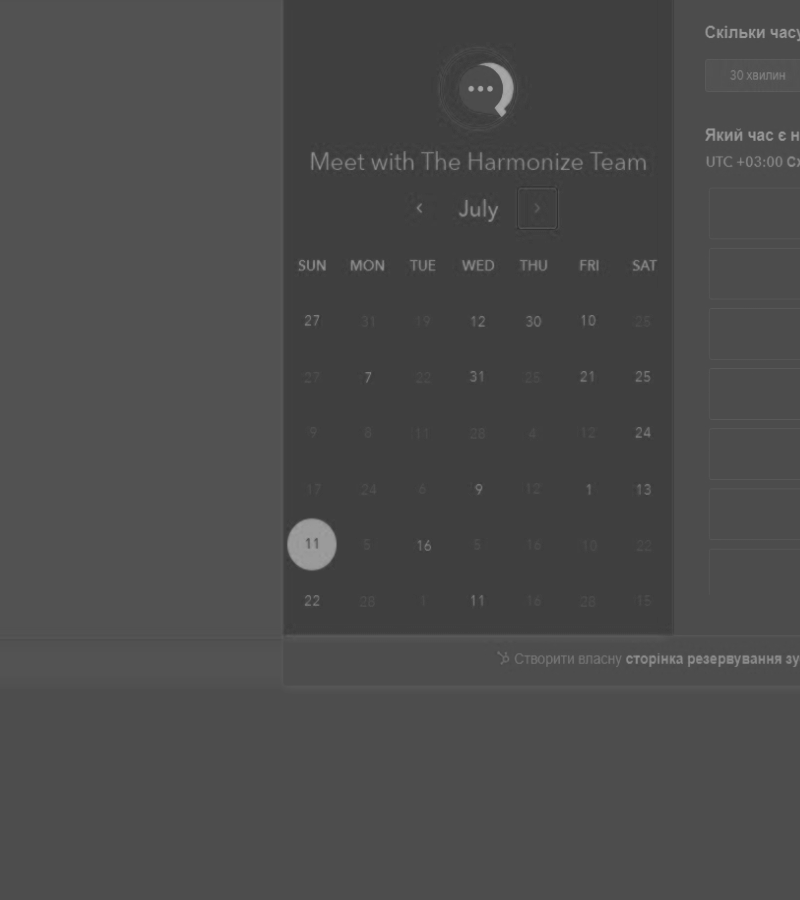 Скільки часу
30 хвилин
Який час є н
UTC +03:00 Сх
Meet with The Harmonize Team
July
SUN MON TUE WED THU FRI SAT
27 31 19 12 30 10 25
27 7 22 31 25 21 25
9 8 11 28 4 12 24
17 24 6 9 12 1 13
11 5 16 5 16 10 22
22 28 1 11 16 28 15
Створити власну сторінка резервування зу